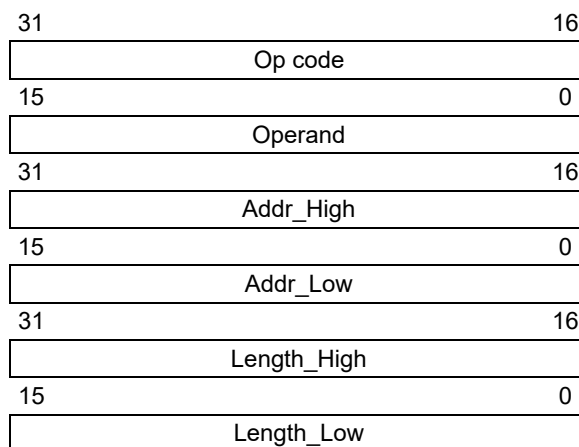 31 16
Op code
15 0
Operand
31 16
Addr_High
15 0
Addr_Low
31 16
Length_High
15 0
Length_Low